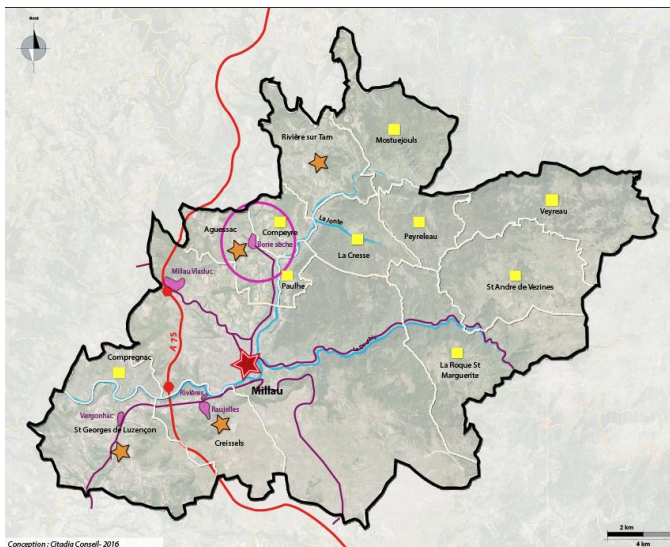 Nord
Rivière sur Tarn
Mostuejouls
Veyreau
Aguessac
Compeyre
La Jonte
Peyreleau
Borie sèche
La Cresse
Millau Viaduc
Paulhe
St Andre de Vezines
A 75
Compregnac
La Roque St
Marguerite
Rivières
Millau
Vergonhac
Raujolles
St Georges de Luzençon
Creissels
2 km
4 km
Conception : Citadia Conseil- 2016